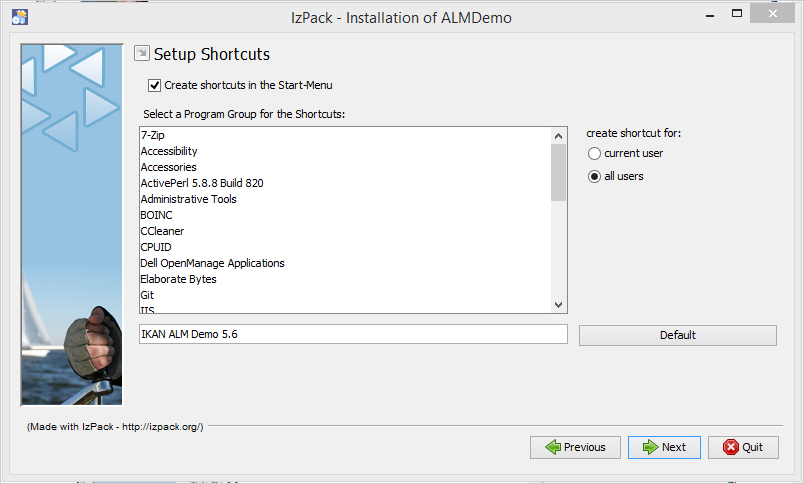 IzPack - Installation of ALMDemo
Setup Shortcuts
Create shortcuts in the Start-Menu
Select a Program Group for the Shortcuts:
7-Zip
Accessibility
Accessories
ActivePerl 5.8.8 Build 820
Administrative Tools
BOINC
CCleaner
CPUID
Dell OpenManage Applications
Elaborate Bytes
Git
IIS
create shortcut for:
current user
all users
IKAN ALM Demo 5.6
Default
(Made with IzPack - http://izpack.org/)
Previous
Next
Quit